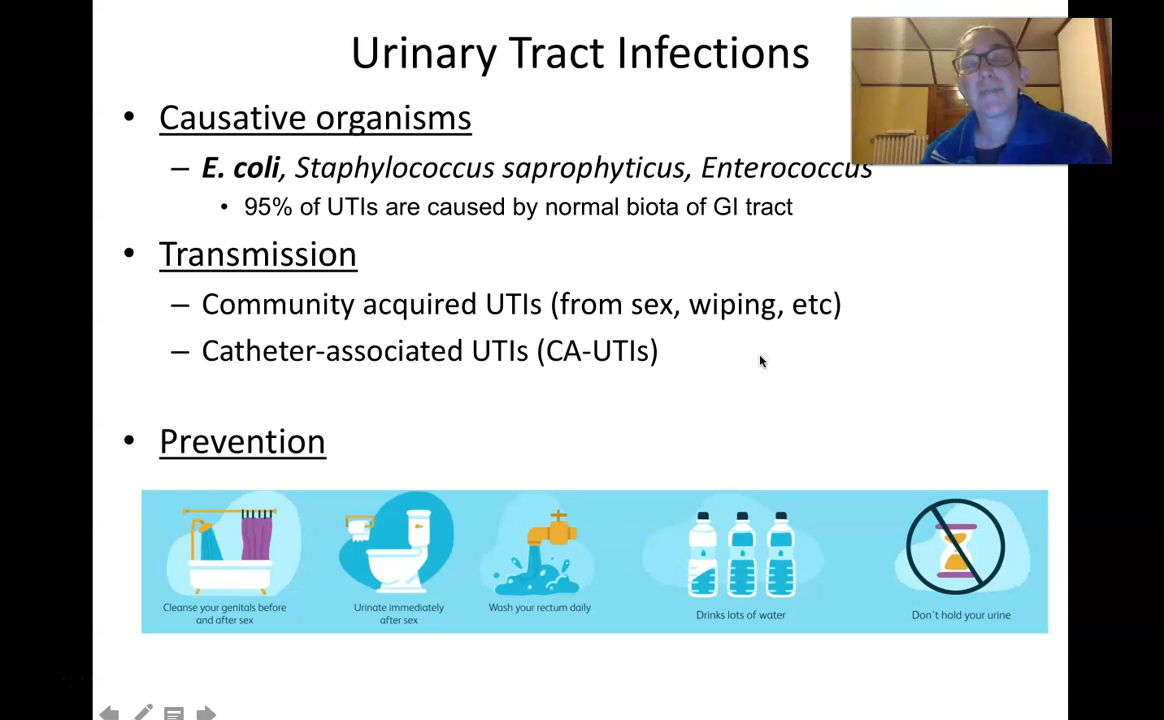 Urinary Tract Infections
• Causative organisms
– E. coli, Staphylococcus saprophyticus, Enterococcus
• 95% of UTIs are caused by normal biota of GI tract
• Transmission
– Community acquired UTIs (from sex, wiping, etc)
– Catheter-associated UTIs (CA-UTIs)
• Prevention
Cleanse your genitals before
and after sex
Urinate immediately
after sex
Wash your rectum daily
Drinks lots of water
Don't hold your urine